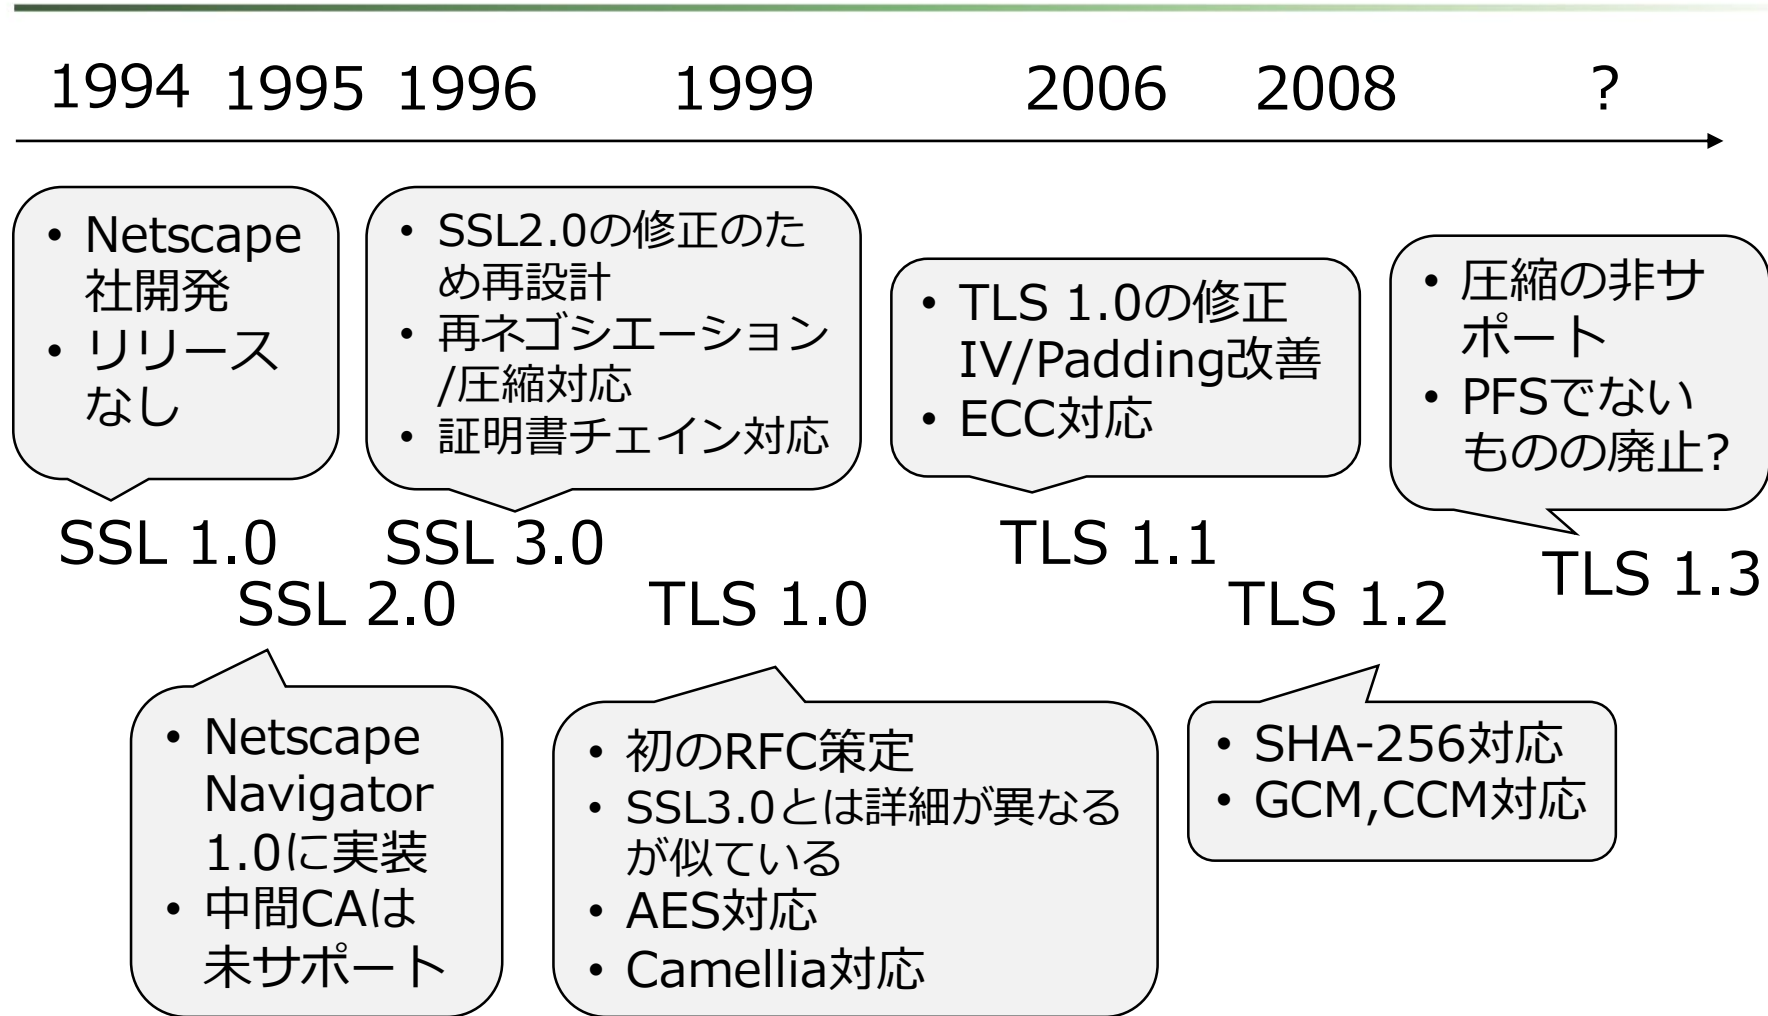 1994 1995 1996 1999 2006 2008 ?
• Netscape
社開発
• リリース
なし
• SSL2.0の修正のた
め再設計
• 再ネゴシエーション
/圧縮対応
• 証明書チェイン対応
• TLS 1.0の修正
IV/Padding改善
• ECC対応
• 圧縮の非サ
ポート
• PFSでない
ものの廃止?
SSL 1.0 SSL 3.0 TLS 1.1 TLS 1.3
SSL 2.0 TLS 1.0 TLS 1.2
• Netscape
Navigator
1.0に実装
• 中間CAは
未サポート
• 初のRFC策定
• SSL3.0とは詳細が異なる
が似ている
• AES対応
• Camellia対応
• SHA-256対応
• GCM,CCM対応